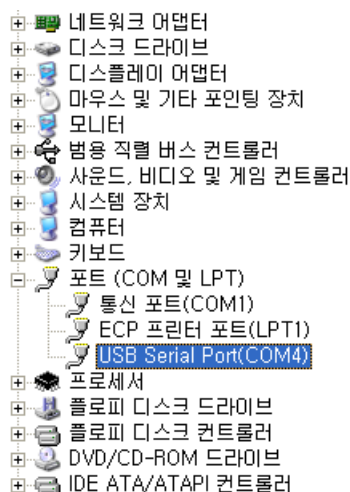 네트워크 어댑터
디스크 드라이브
디스플레이 어댑터
마우스 및 기타 포인팅 장치
모니터
범용 직렬 버스 컨트롤러
사운드, 비디오 및 게임 컨트롤러
시스템 장치
컴퓨터
키보드
포트 (COM 및 LPT)
통신 포트(COM1)
ECP 프린터 포트(LPT1)
USB Serial Port(COM4)
프로세서
플로피 디스크 드라이브
플로피 디스크 컨트롤러
DVD/CD-ROM 드라이브
IDE ATA/ATAPI 컨트롤러